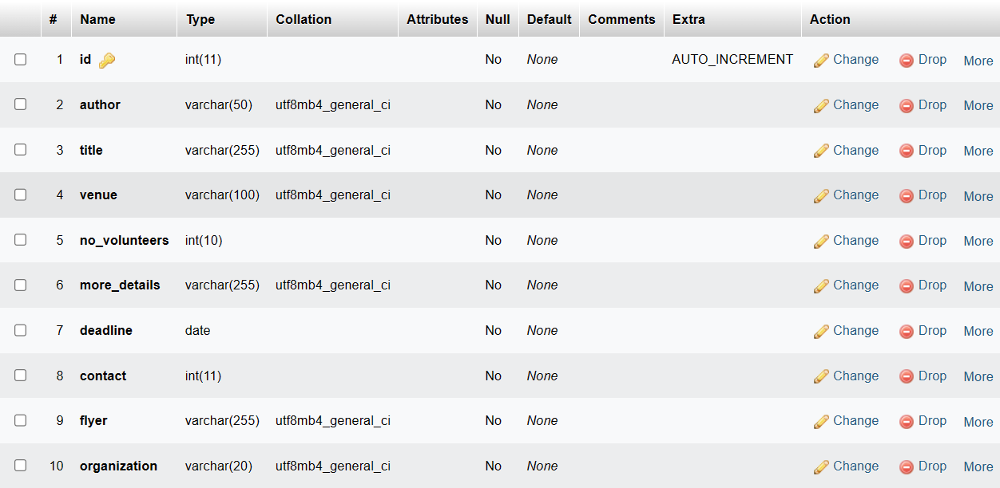 # Name Type Collation Attributes Null Default Comments Extra Action
1 id int(11) No None AUTO_INCREMENT Change Drop More
2 author varchar(50) utf8mb4_general_ci No None Change Drop More
3 title varchar(255) utf8mb4_general_ci No None Change Drop More
4 venue varchar(100) utf8mb4_general_ci No None Change Drop More
5 no_volunteers int(10) No None Change Drop More
6 more_details varchar(255) utf8mb4_general_ci No None Change Drop More
7 deadline date No None Change Drop More
8 contact int(11) No None Change Drop More
9 flyer varchar(255) utf8mb4_general_ci No None Change Drop More
10 organization varchar(20) utf8mb4_general_ci No None Change Drop More